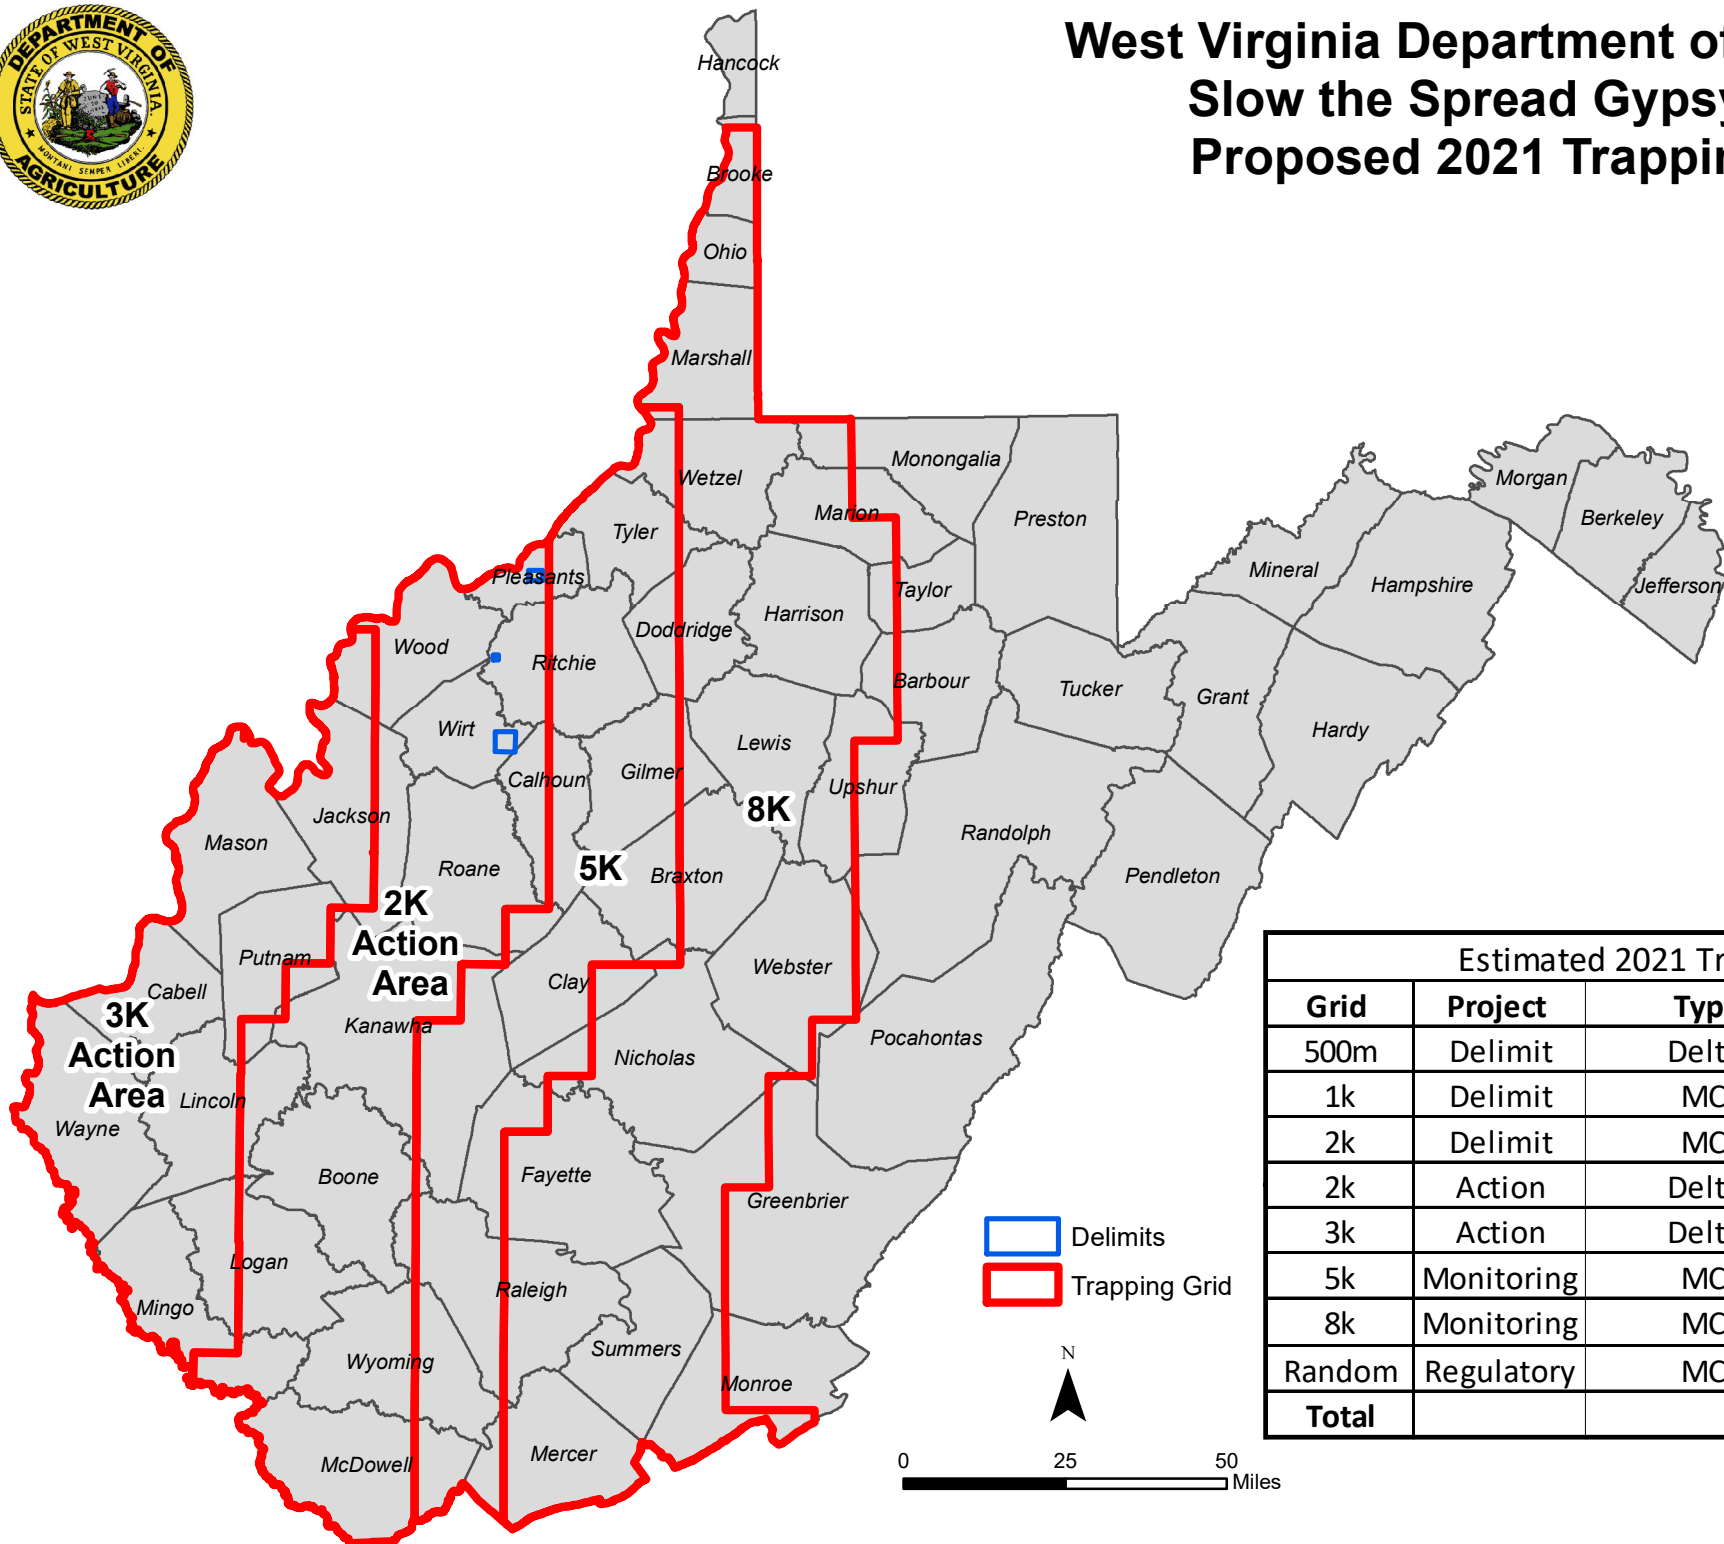 DEPARTMENT OF
STATE OF WEST VIRGINIA
JUNE
20
MONTANI SEMPER LIBERI
AGRICULTURE
West Virginia Department of
Slow the Spread Gypsy
Proposed 2021 Trappin
Hancock
Brooke
Ohio
Marshall
Wetzel
Monongalia
Marion
Preston
Morgan
Berkeley
Jefferson
Tyler
Pleasants
Taylor
Mineral
Hampshire
Harrison
Doddridge
Wood
Ritchie
Barbour
Tucker
Grant
Hardy
Wirt
Lewis
Gilmer
Calhoun
Upshur
8K
Jackson
Mason
Randolph
Roane
5K
Braxton
Pendleton
2K
Action
Area
Putnam
Webster
Clay
Cabell
3K
Action
Area
Kanawha
Pocahontas
Nicholas
Lincoln
Wayne
Boone
Fayette
Greenbrier
Logan
Raleigh
Mingo
Summers
Wyoming
Monroe
Mercer
McDowell
Delimits
Trapping Grid
N
0 25 50
Miles
Estimated 2021 Tr
Grid Project Typ
500m Delimit Delt
1k Delimit MC
2k Delimit MC
2k Action Delt
3k Action Delt
5k Monitoring MC
8k Monitoring MC
Random Regulatory MC
Total